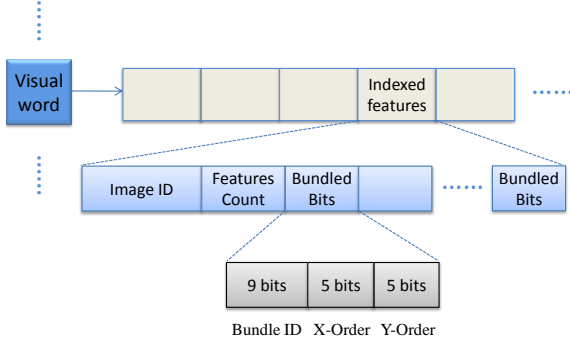 Visual
word
Indexed
features
Image ID
Features
Count
Bundled
Bits
Bundled
Bits
9 bits
5 bits
5 bits
Bundle ID
X-Order
Y-Order